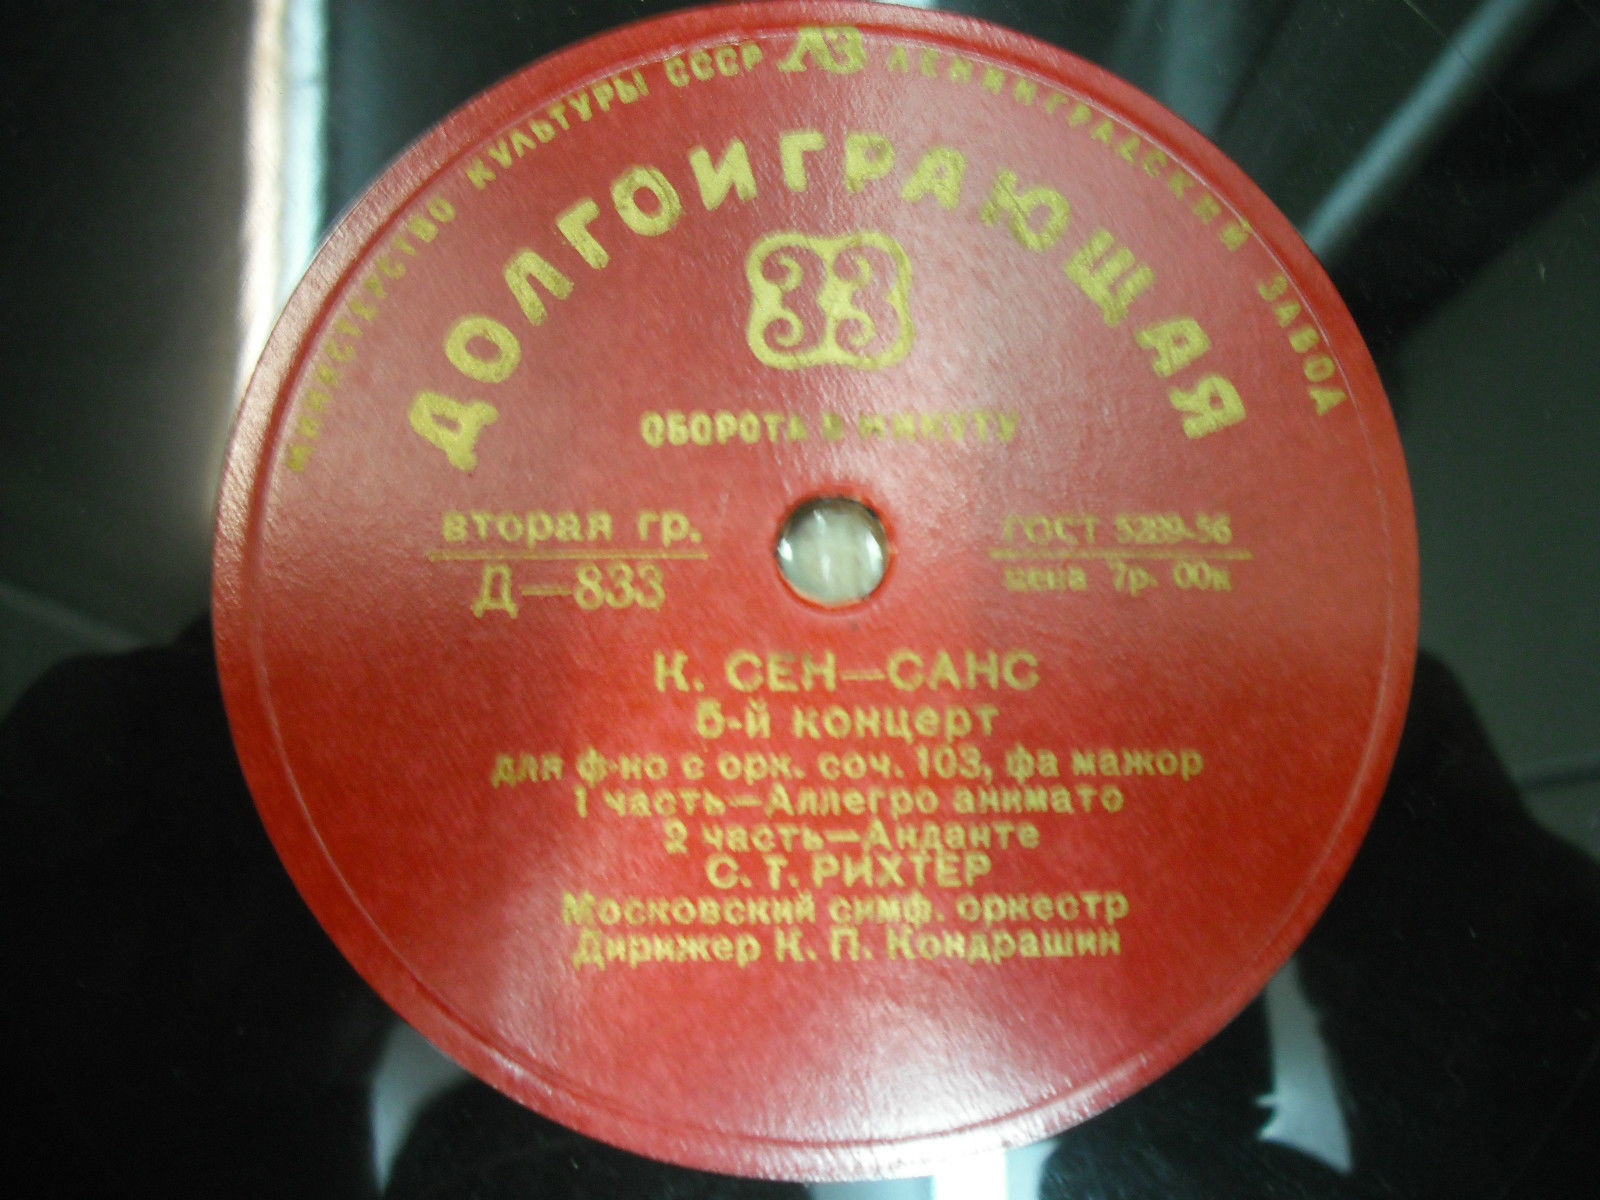 МИНИСТЕРСТВО КУЛЬТУРЫ СССР ЛЗ ЛЕНИНГРАДСКИЙ ЗАВОД
ДОЛГОИГРАЮЩАЯ
33
ОБОРОТА В МИНУТУ
вторая гр.
Д—833
ГОСТ 5289-56
цена 7р. 00к
К. СЕН—САНС
5-й концерт
для ф-но с орк. соч. 103, фа мажор
1 часть—Аллегро анимато
2 часть—Анданте
С. Т. РИХТЕР
Московский симф. оркестр
Дирижер К. П. Кондрашин